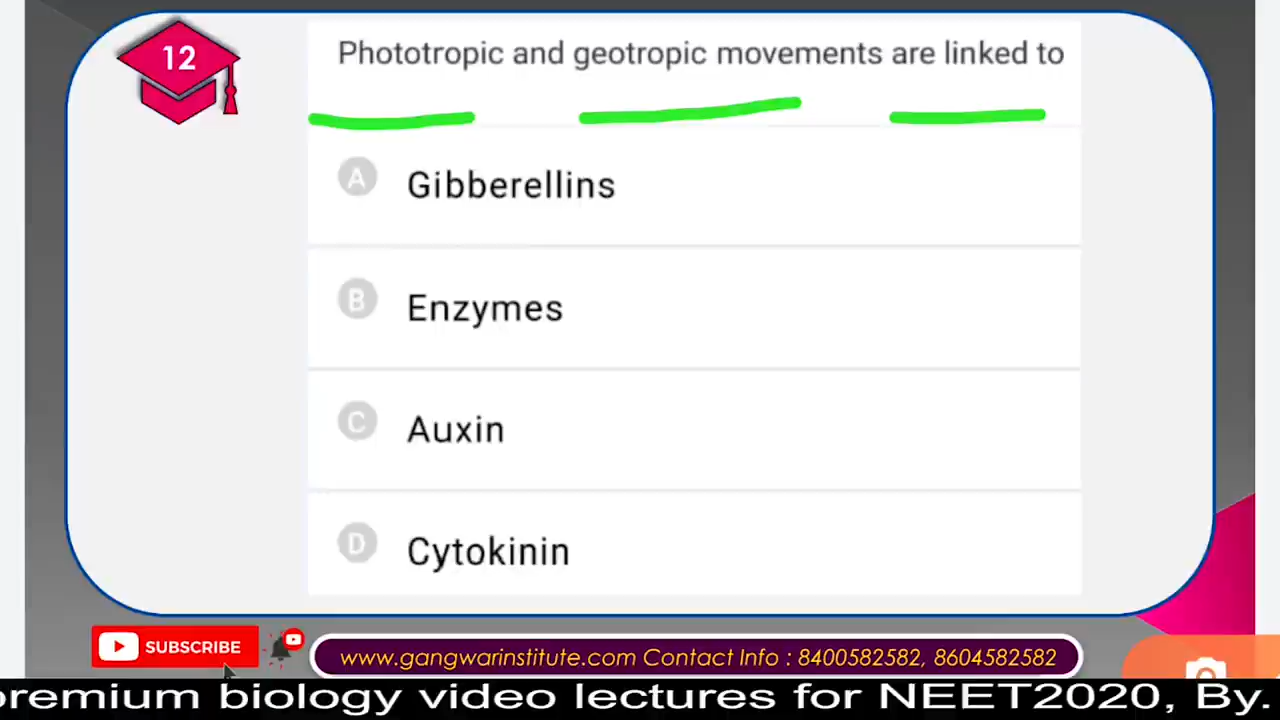 12
Phototropic and geotropic movements are linked to
A Gibberellins
B Enzymes
C Auxin
D Cytokinin
SUBSCRIBE
www.gangwarinstitute.com Contact Info : 8400582582, 8604582582
premium biology video lectures for NEET2020, By.